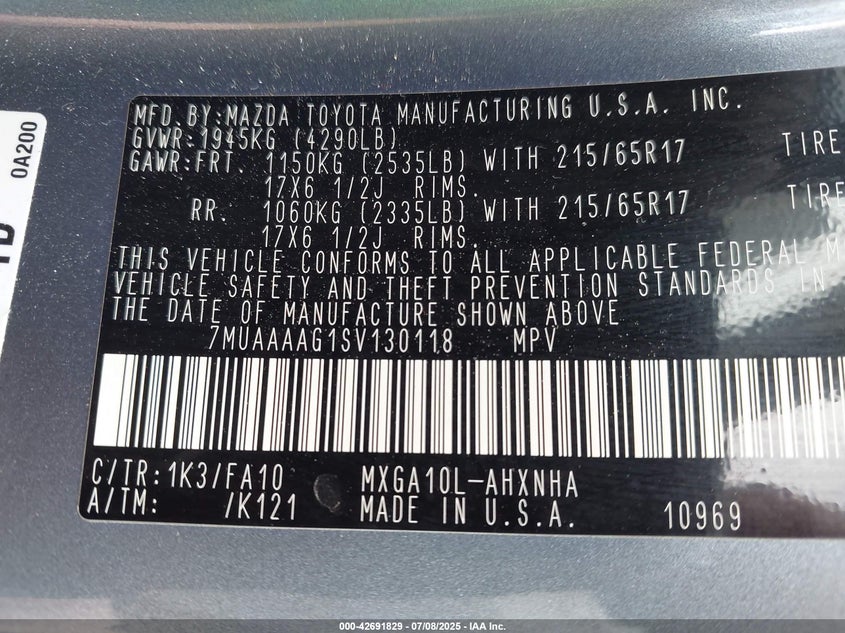 MFD.BY:MAZDA TOYOTA MANUFACTURING U.S.A. INC.
GVWR:1945KG (4290LB)
GAWR:FRT. 1150KG (2535LB) WITH 215/65R17 TIRE
17X6 1/2J RIMS.
RR. 1060KG (2335LB) WITH 215/65R17 TIRE
17X6 1/2J RIMS.
THIS VEHICLE CONFORMS TO ALL APPLICABLE FEDERAL M
VEHICLE SAFETY AND THEFT PREVENTION STANDARDS IN
THE DATE OF MANUFACTURE SHOWN ABOVE
7MUAAAAG1SV130118 MPV
C/TR:1K3/FA10 MXGA10L-AHXNHA
A/TM: /K121 MADE IN U.S.A. 10969
0A200
000-42691829 - 07/08/2025 - IAA Inc.